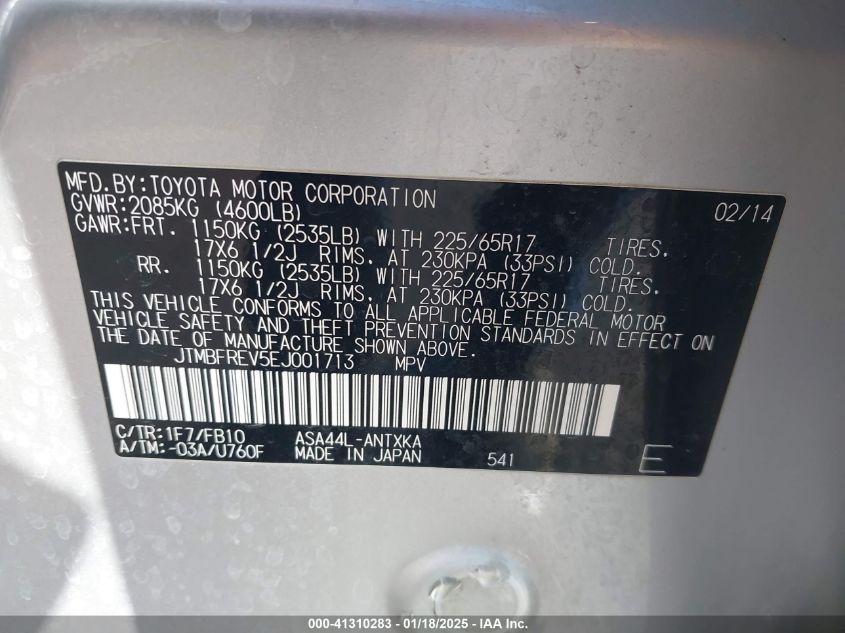 MFD. BY: TOYOTA MOTOR CORPORATION 02/14
GVWR: 2085KG (4600LB)
GAWR: FRT. 1150KG (2535LB) WITH 225/65R17 TIRES.
17X6 1/2J RIMS. AT 230KPA (33PSI) COLD.
RR. 1150KG (2535LB) WITH 225/65R17 TIRES.
17X6 1/2J RIMS. AT 230KPA (33PSI) COLD.
THIS VEHICLE CONFORMS TO ALL APPLICABLE FEDERAL MOTOR
VEHICLE SAFETY AND THEFT PREVENTION STANDARDS IN EFFECT ON
THE DATE OF MANUFACTURE SHOWN ABOVE.
JTMBFREV5EJ001713 MPV
C/TR: 1F7/FB10 ASA44L-ANTXKA
A/TM: -03A/U760F MADE IN JAPAN 541 E
000-41310283 - 01/18/2025 - IAA Inc.